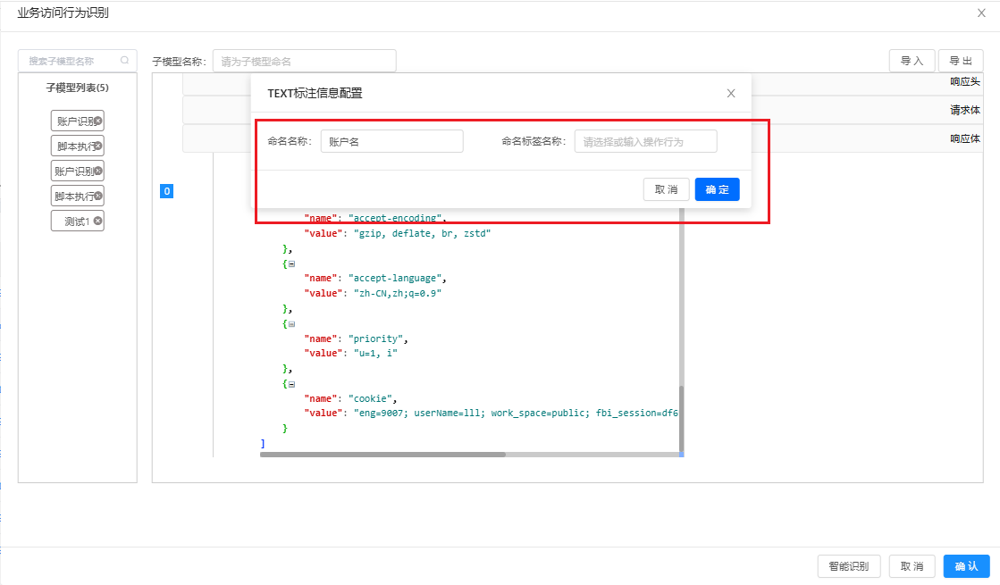 业务访问行为识别
搜索子模型名称
子模型列表(5)
账户识别
脚本执行
账户识别
脚本执行
测试1
子模型名称: 请为子模型命名
导入 导出
响应头
请求体
响应体
TEXT标注信息配置
命名名称: 账户名 命名标签名称: 请选择或输入操作行为
取消 确定
0
"name": "accept-encoding",
"value": "gzip, deflate, br, zstd"
},
{
"name": "accept-language",
"value": "zh-CN,zh;q=0.9"
},
{
"name": "priority",
"value": "u=1, i"
},
{
"name": "cookie",
"value": "eng=9007; userName=lll; work_space=public; fbi_session=df6
}
]
智能识别 取消 确认